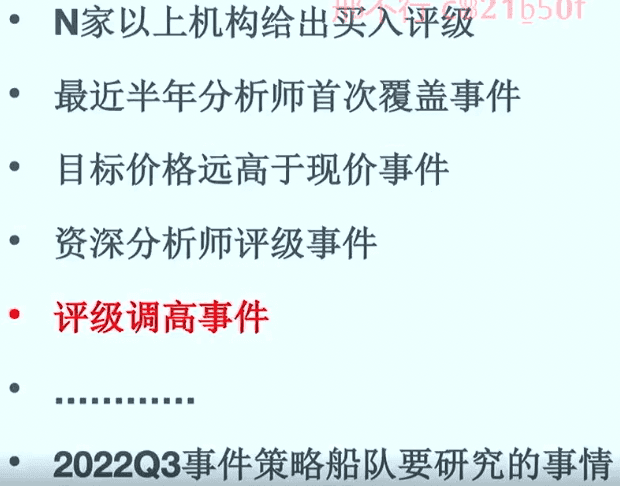 N家以上机构给出买入评级
最近半年分析师首次覆盖事件
目标价格远高于现价事件
资深分析师评级事件
评级调高事件
............
2022Q3事件策略船队要研究的事情